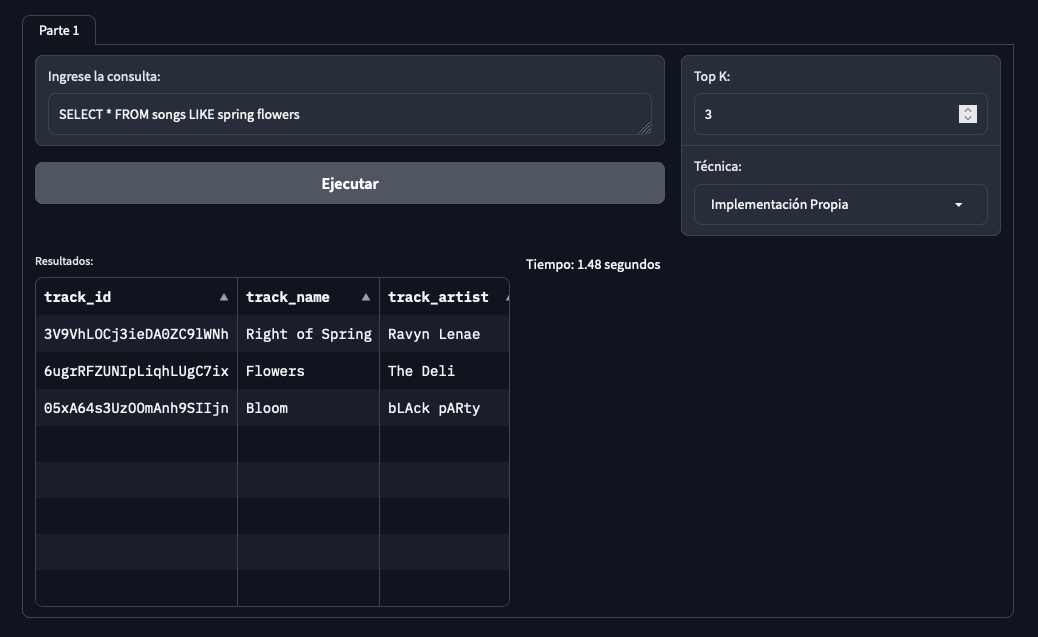 Parte 1
Ingrese la consulta:
SELECT * FROM songs LIKE spring flowers
Ejecutar
Top K:
3
Técnica:
Implementación Propia
Resultados:
Tiempo: 1.48 segundos
track_id track_name track_artist
3V9VhLOCj3ieDA0ZC9lWNh Right of Spring Ravyn Lenae
6ugrRFZUNIpLiqhLUgC7ix Flowers The Deli
05xA64s3UzOOmAnh9SIIjn Bloom bLAck pARty